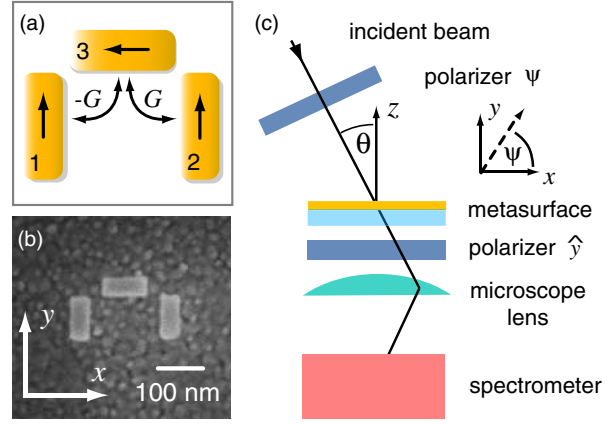 (a)
3
-G
G
1
2
(b)
y
x
100 nm
(c)
incident beam
polarizer ψ
z
θ
y
ψ
x
metasurface
polarizer ŷ
microscope
lens
spectrometer